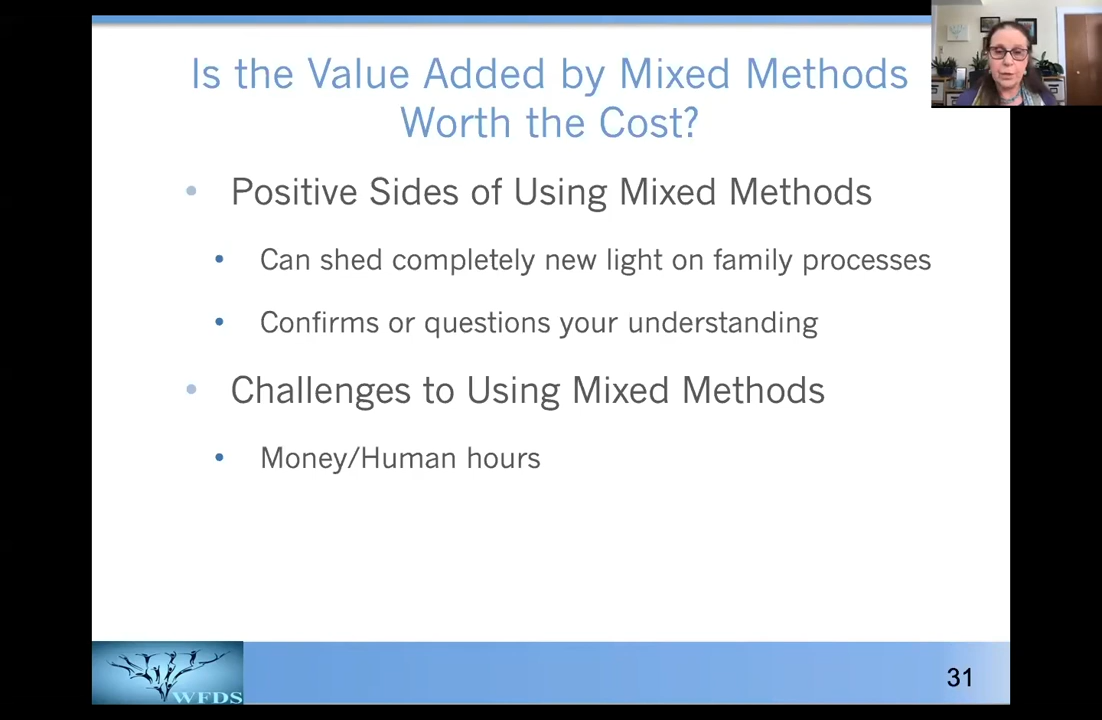 Is the Value Added by Mixed Methods
Worth the Cost?
• Positive Sides of Using Mixed Methods
• Can shed completely new light on family processes
• Confirms or questions your understanding
• Challenges to Using Mixed Methods
• Money/Human hours
WFDS
31